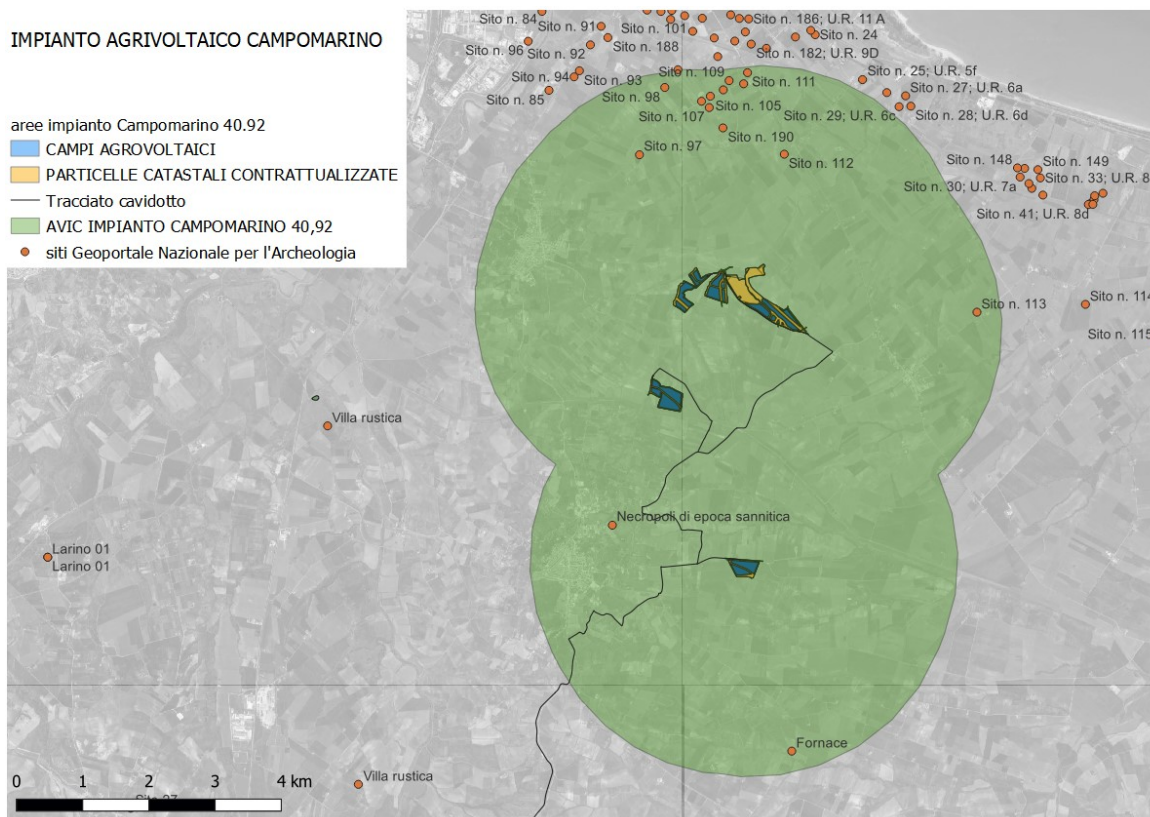 IMPIANTO AGRIVOLTAICO CAMPOMARINO
aree impianto Campomarino 40.92
CAMPI AGROVOLTAICI
PARTICELLE CATASTALI CONTRATTUALIZZATE
Tracciato cavidotto
AVIC IMPIANTO CAMPOMARINO 40,92
siti Geoportale Nazionale per l'Archeologia
Sito n. 84
Sito n. 91
Sito n. 101
Sito n. 186; U.R. 11 A
Sito n. 24
Sito n. 96
Sito n. 92
Sito n. 188
Sito n. 182; U.R. 9D
Sito n. 94
Sito n. 93
Sito n. 109
Sito n. 111
Sito n. 25; U.R. 5f
Sito n. 85
Sito n. 98
Sito n. 105
Sito n. 27; U.R. 6a
Sito n. 107
Sito n. 29; U.R. 6c
Sito n. 28; U.R. 6d
Sito n. 190
Sito n. 97
Sito n. 112
Sito n. 148
Sito n. 149
Sito n. 30; U.R. 7a
Sito n. 33; U.R. 8
Sito n. 41; U.R. 8d
Sito n. 113
Sito n. 114
Sito n. 115
Villa rustica
Necropoli di epoca sannitica
Larino 01
Larino 01
Fornace
Villa rustica
0 1 2 3 4 km